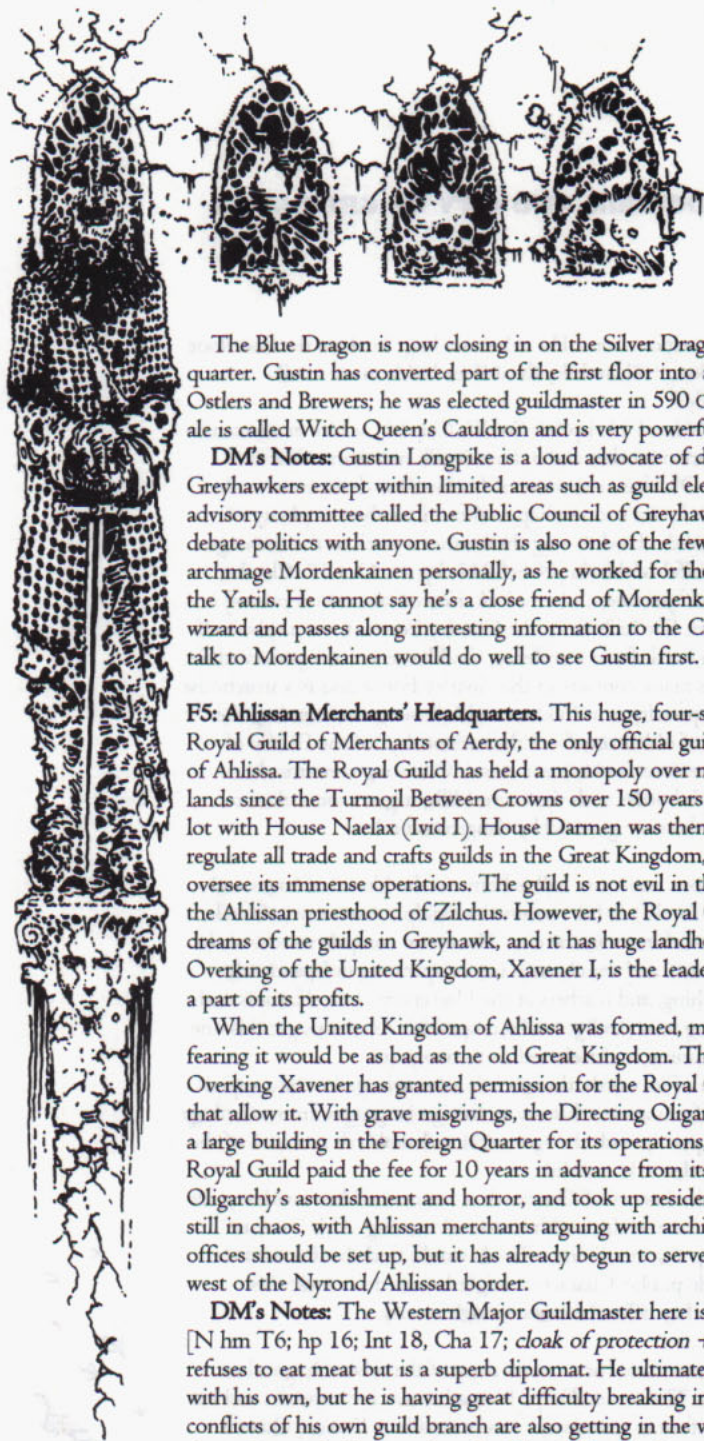 The Blue Dragon is now closing in on the Silver Drag
quarter. Gustin has converted part of the first floor into
Ostlers and Brewers; he was elected guildmaster in 590
ale is called Witch Queen's Cauldron and is very powerf
DM's Notes: Gustin Longpike is a loud advocate of d
Greyhawkers except within limited areas such as guild ele
advisory committee called the Public Council of Greyhaw
debate politics with anyone. Gustin is also one of the few
archmage Mordenkainen personally, as he worked for the
the Yatils. He cannot say he's a close friend of Mordenk
wizard and passes along interesting information to the C
talk to Mordenkainen would do well to see Gustin first.
F5: Ahlissan Merchants' Headquarters. This huge, four-s
Royal Guild of Merchants of Aerdy, the only official gui
of Ahlissa. The Royal Guild has held a monopoly over n
lands since the Turmoil Between Crowns over 150 years
lot with House Naelax (Ivid I). House Darmen was then
regulate all trade and crafts guilds in the Great Kingdom,
oversee its immense operations. The guild is not evil in th
the Ahlissan priesthood of Zilchus. However, the Royal
dreams of the guilds in Greyhawk, and it has huge landhe
Overking of the United Kingdom, Xavener I, is the leade
a part of its profits.
When the United Kingdom of Ahlissa was formed, m
fearing it would be as bad as the old Great Kingdom. Th
Overking Xavener has granted permission for the Royal
that allow it. With grave misgivings, the Directing Oligar
a large building in the Foreign Quarter for its operations,
Royal Guild paid the fee for 10 years in advance from its
Oligarchy's astonishment and horror, and took up resider
still in chaos, with Ahlissan merchants arguing with archi
offices should be set up, but it has already begun to serve
west of the Nyrond/Ahlissan border.
DM's Notes: The Western Major Guildmaster here is
[N hm T6; hp 16; Int 18, Cha 17; cloak of protection
refuses to eat meat but is a superb diplomat. He ultimate
with his own, but he is having great difficulty breaking in
conflicts of his own guild branch are also getting in the w